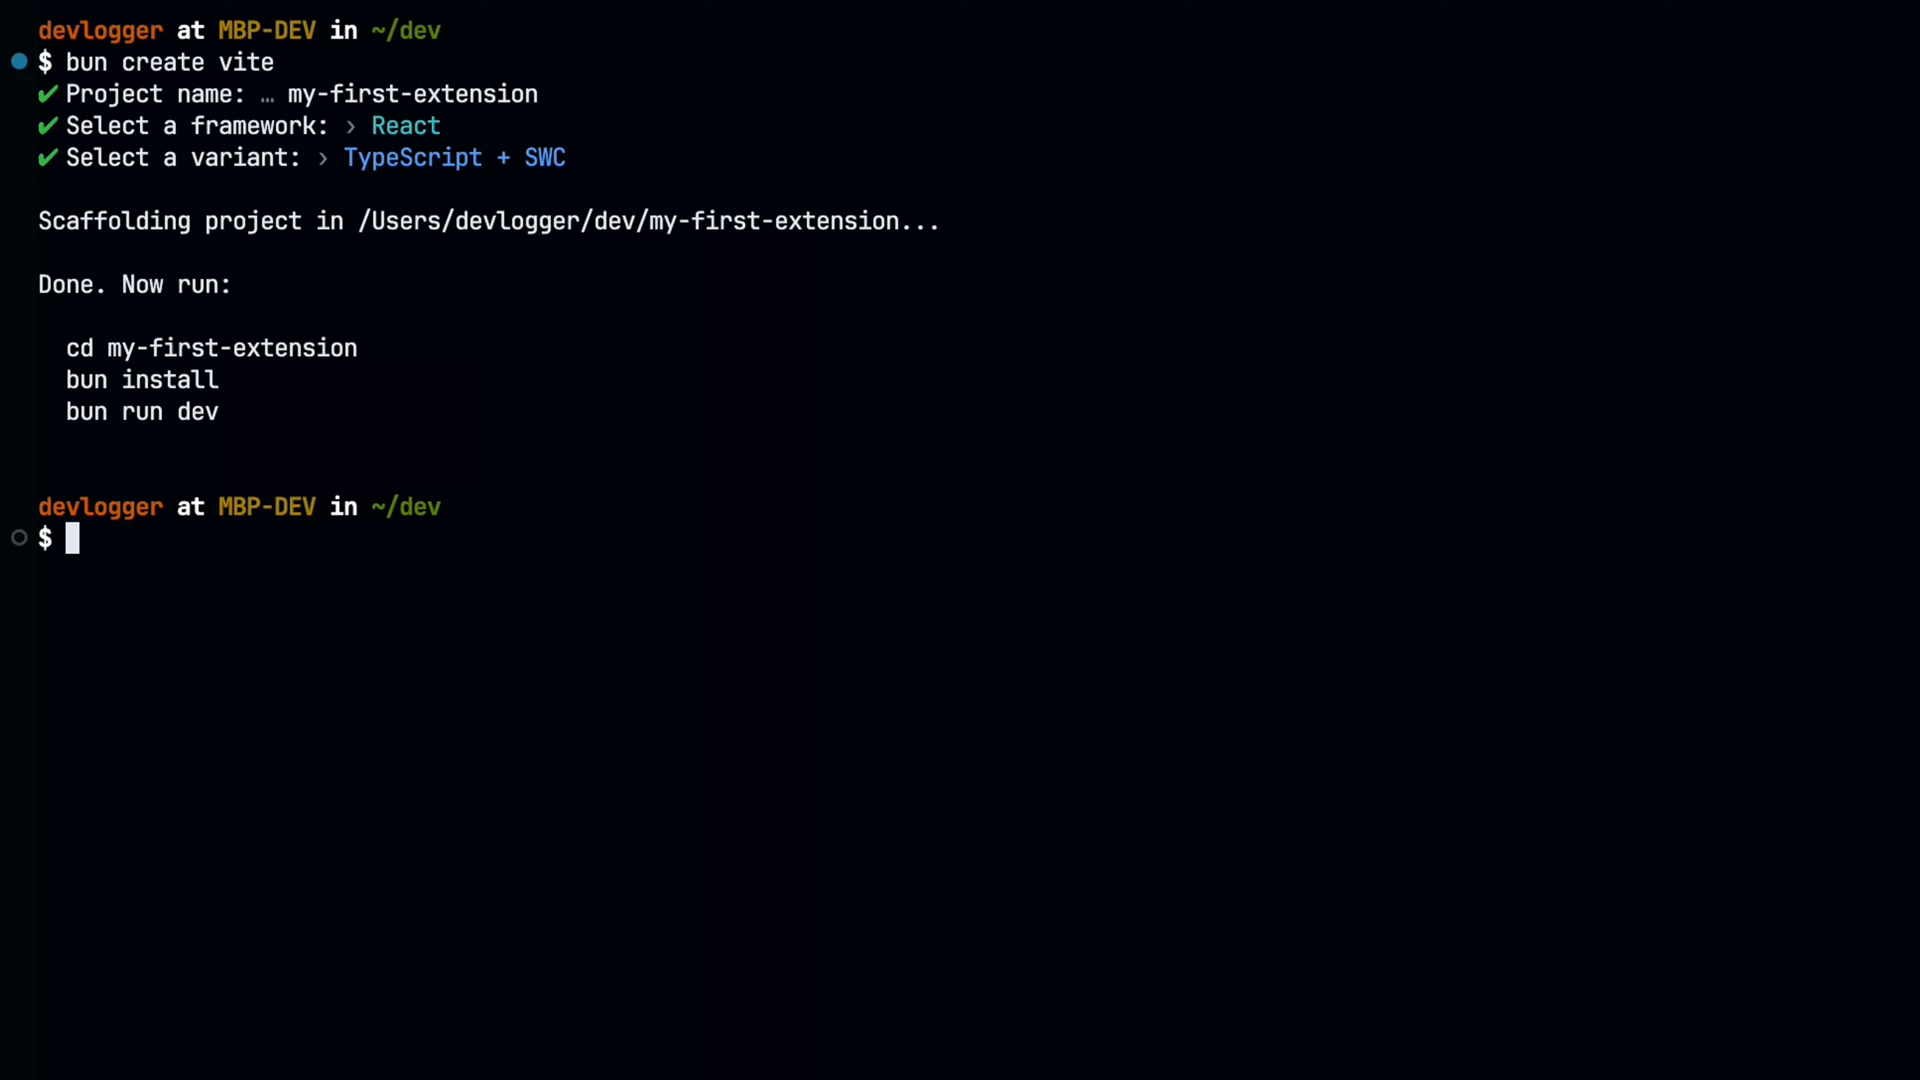 devlogger at MBP-DEV in ~/dev
$ bun create vite
✔ Project name: … my-first-extension
✔ Select a framework: › React
✔ Select a variant: › TypeScript + SWC
Scaffolding project in /Users/devlogger/dev/my-first-extension...
Done. Now run:
cd my-first-extension
bun install
bun run dev
devlogger at MBP-DEV in ~/dev
$